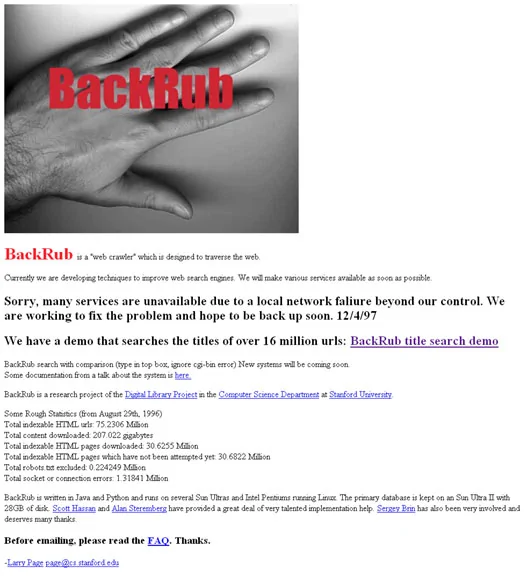 BackRub
BackRub is a "web crawler" which is designed to traverse the web.
Currently we are developing techniques to improve web search engines. We will make various services available as soon as possible.
Sorry, many services are unavailable due to a local network faliure beyond our control. We
are working to fix the problem and hope to be back up soon. 12/4/97
We have a demo that searches the titles of over 16 million urls: BackRub title search demo
BackRub search with comparison (type in top box, ignore cgi-bin error) New systems will be coming soon.
Some documentation from a talk about the system is here.
BackRub is a research project of the Digital Library Project in the Computer Science Department at Stanford University.
Some Rough Statistics (from August 29th, 1996)
Total indexable HTML urls: 75.2306 Million
Total content downloaded: 207.022 gigabytes
Total indexable HTML pages downloaded: 30.6255 Million
Total indexable HTML pages which have not been attempted yet: 30.6822 Million
Total robots.txt excluded: 0.224249 Million
Total socket or connection errors: 1.31841 Million
BackRub is written in Java and Python and runs on several Sun Ultras and Intel Pentiums running Linux. The primary database is kept on an Sun Ultra II with
28GB of disk. Scott Hassan and Alan Steremberg have provided a great deal of very talented implementation help. Sergey Brin has also been very involved and
deserves many thanks.
Before emailing, please read the FAQ. Thanks.
-Larry Page page@cs.stanford.edu